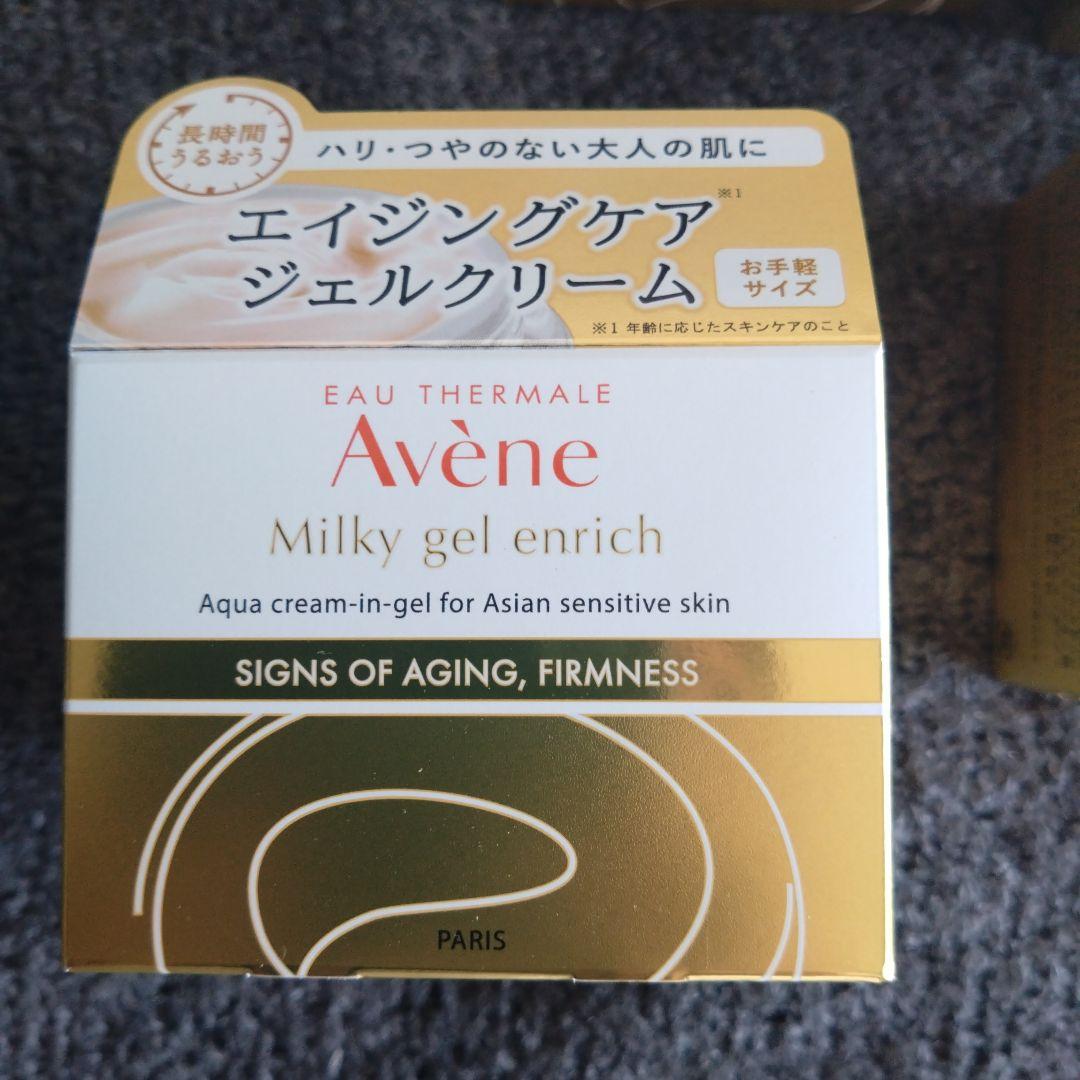 長時間
うるおう
ハリ・つやのない大人の肌に
エイジングケア※1
ジェルクリーム
お手軽
サイズ
※1 年齢に応じたスキンケアのこと
EAU THERMALE
Avène
Milky gel enrich
Aqua cream-in-gel for Asian sensitive skin
SIGNS OF AGING, FIRMNESS
PARIS